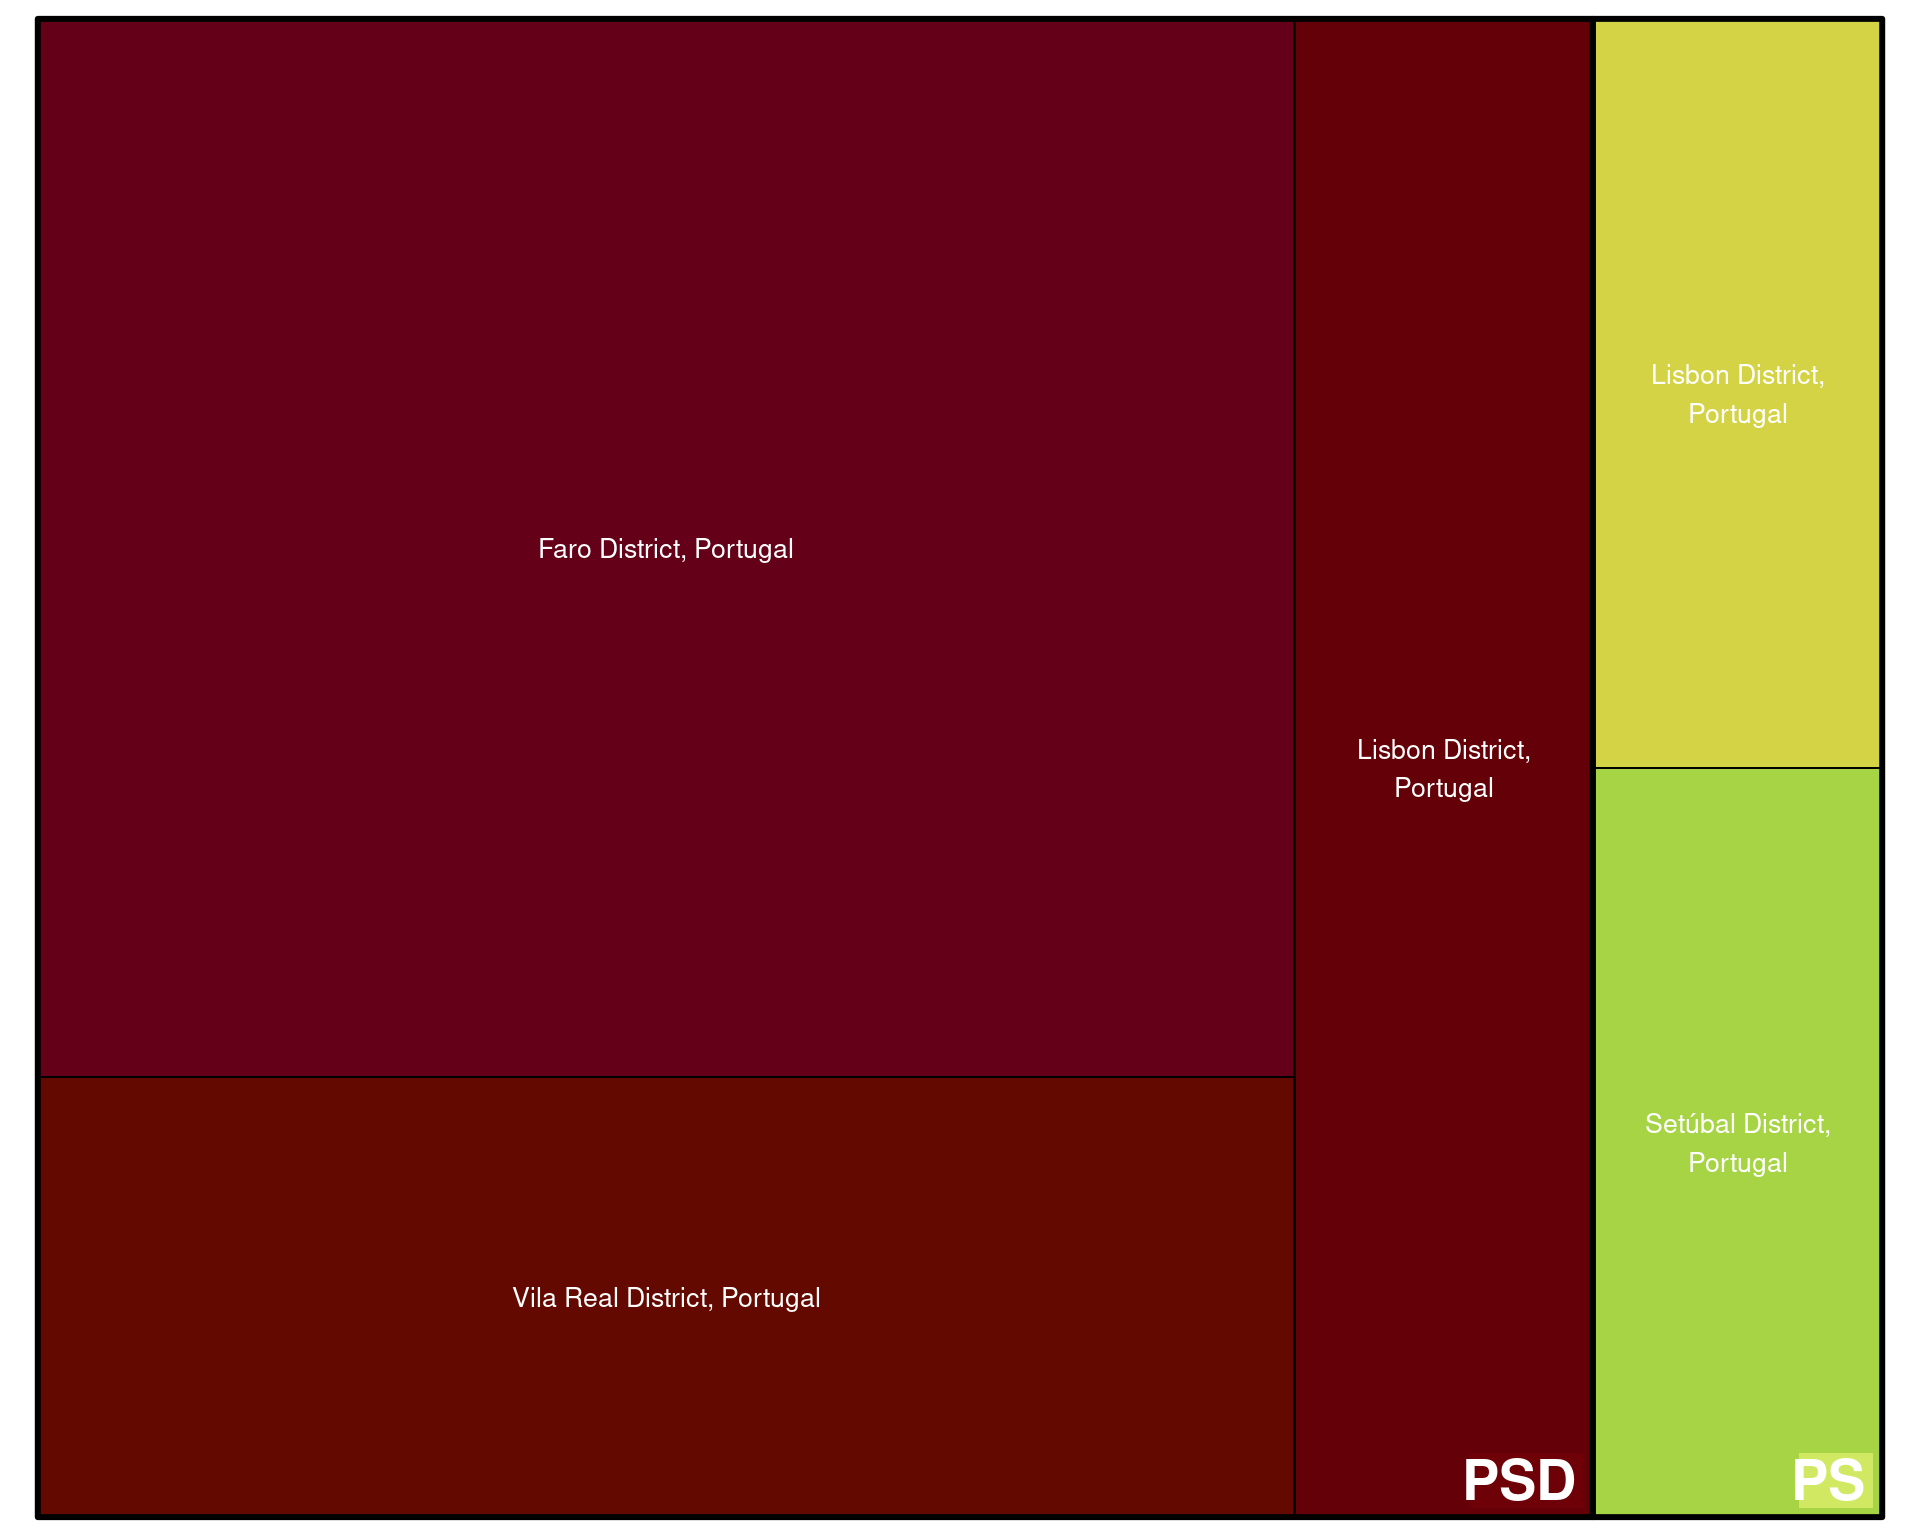 Faro District, Portugal
Vila Real District, Portugal
Lisbon District,
Portugal
PSD
Lisbon District,
Portugal
Setúbal District,
Portugal
PS